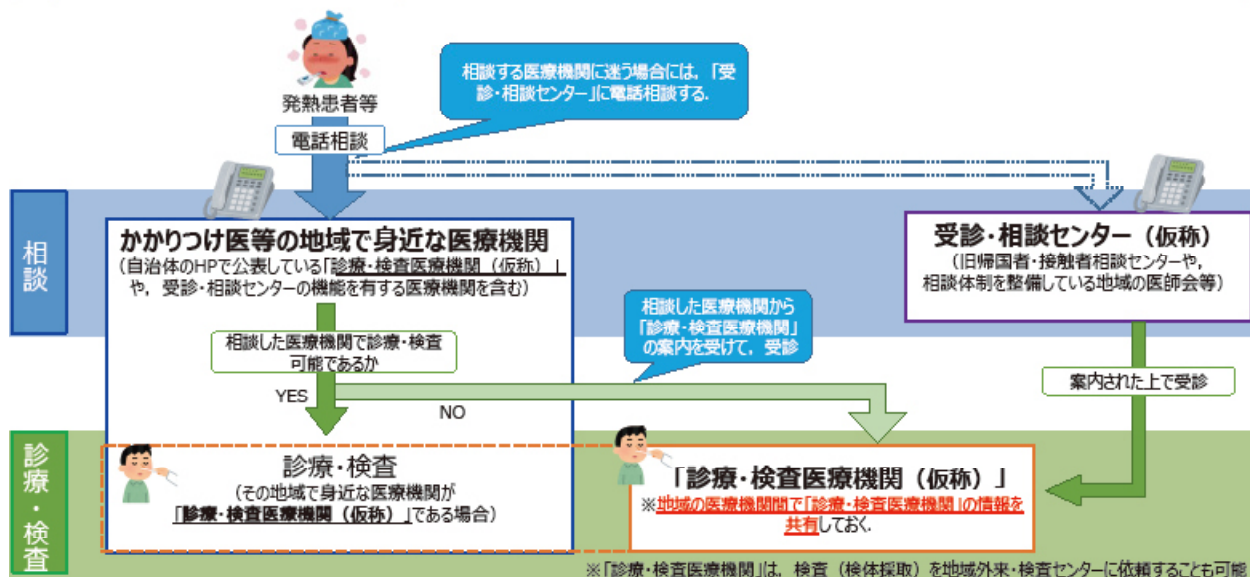 発熱患者等
電話相談
相談する医療機関に迷う場合には，「受
診・相談センター」に電話相談する．
相談
かかりつけ医等の地域で身近な医療機関
（自治体のHPで公表している「診療・検査医療機関（仮称）」
や，受診・相談センターの機能を有する医療機関を含む）
受診・相談センター（仮称）
（旧帰国者・接触者相談センターや，
相談体制を整備している地域の医師会等）
相談した医療機関で診療・検査
可能であるか
相談した医療機関から
「診療・検査医療機関」
の案内を受けて，受診
案内された上で受診
YES
NO
診療・検査
診療・検査
（その地域で身近な医療機関が
「診療・検査医療機関（仮称）」である場合）
「診療・検査医療機関（仮称）」
※地域の医療機関間で「診療・検査医療機関」の情報を
共有しておく．
※「診療・検査医療機関」は，検査（検体採取）を地域外来・検査センターに依頼することも可能